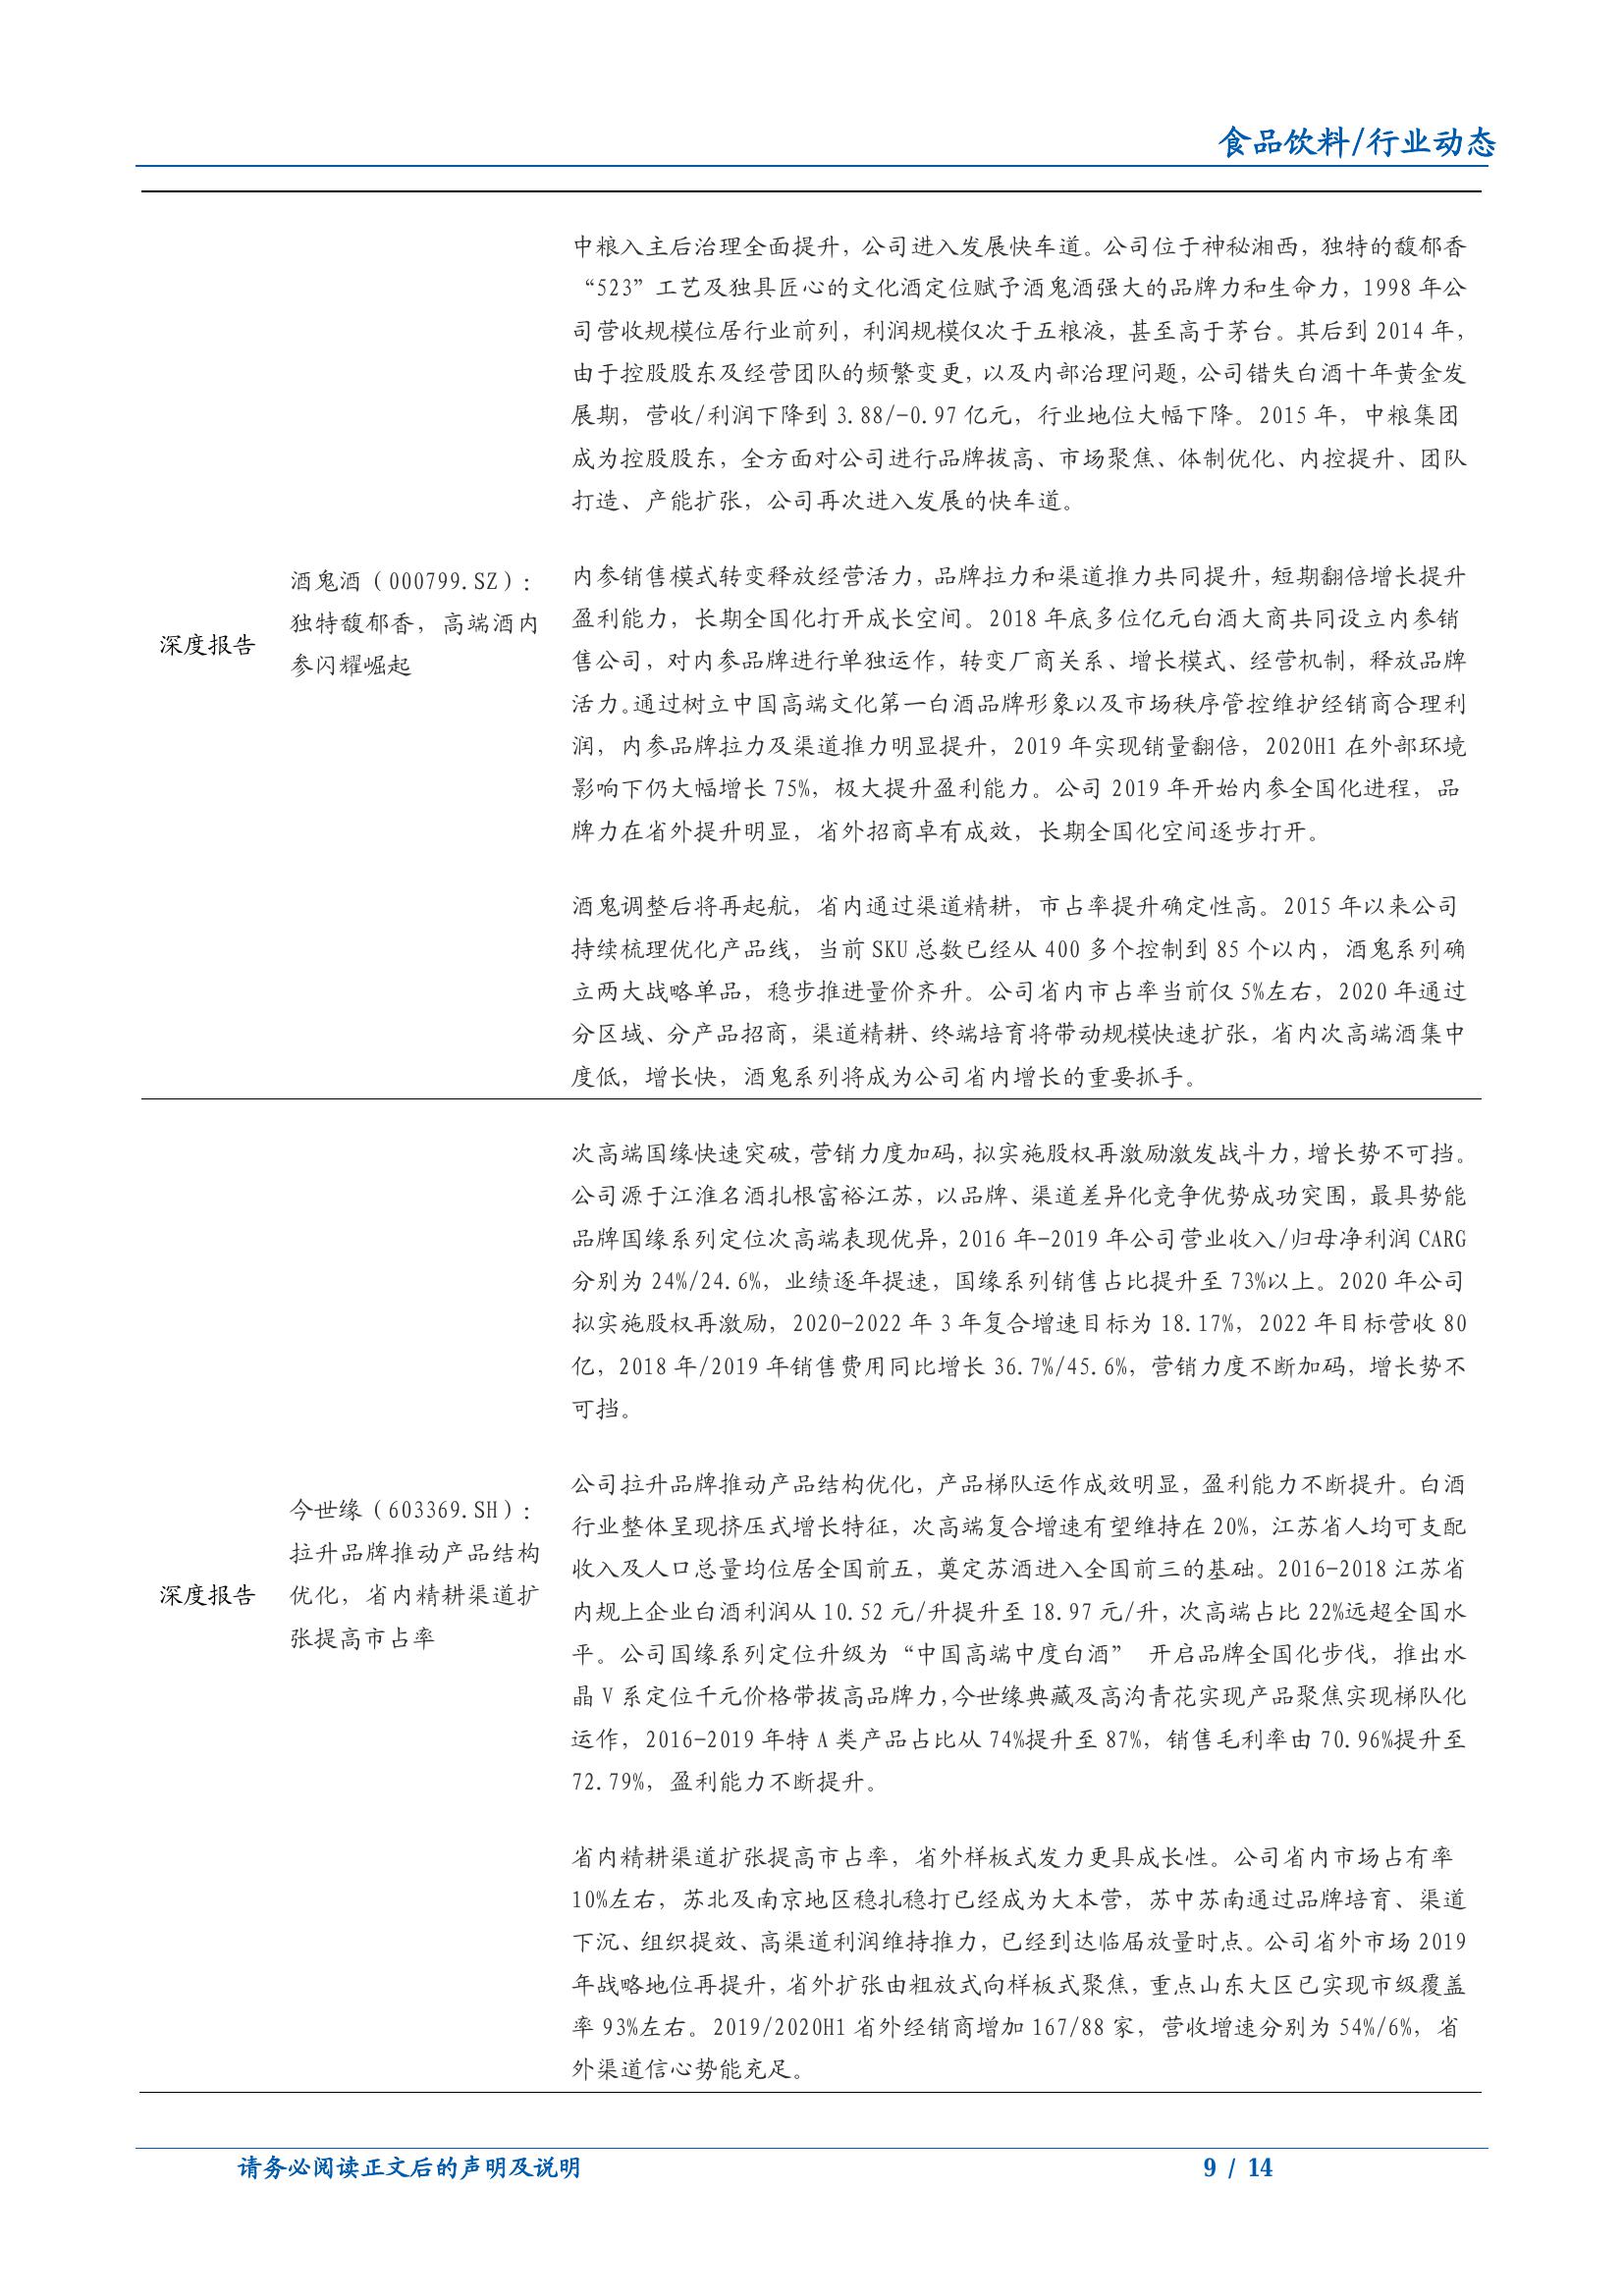 食品饮料/行业动态
中粮入主后治理全面提升，公司进入发展快车道。公司位于神秘湘西，独特的馥郁香
“523”工艺及独具匠心的文化酒定位赋予酒鬼酒强大的品牌力和生命力，1998 年公
司营收规模位居行业前列，利润规模仅次于五粮液，甚至高于茅台。其后到 2014 年，
由于控股股东及经营团队的频繁变更，以及内部治理问题，公司错失白酒十年黄金发
展期，营收/利润下降到 3.88/-0.97 亿元，行业地位大幅下降。2015 年，中粮集团
成为控股股东，全方面对公司进行品牌拔高、市场聚焦、体制优化、内控提升、团队
打造、产能扩张，公司再次进入发展的快车道。
深度报告
酒鬼酒（000799.SZ）：
独特馥郁香，高端酒内
参闪耀崛起
内参销售模式转变释放经营活力，品牌拉力和渠道推力共同提升，短期翻倍增长提升
盈利能力，长期全国化打开成长空间。2018 年底多位亿元白酒大商共同设立内参销
售公司，对内参品牌进行单独运作，转变厂商关系、增长模式、经营机制，释放品牌
活力。通过树立中国高端文化第一白酒品牌形象以及市场秩序管控维护经销商合理利
润，内参品牌拉力及渠道推力明显提升，2019 年实现销量翻倍，2020H1 在外部环境
影响下仍大幅增长 75%，极大提升盈利能力。公司 2019 年开始内参全国化进程，品
牌力在省外提升明显，省外招商卓有成效，长期全国化空间逐步打开。
酒鬼调整后将再起航，省内通过渠道精耕，市占率提升确定性高。2015 年以来公司
持续梳理优化产品线，当前 SKU 总数已经从 400 多个控制到 85 个以内，酒鬼系列确
立两大战略单品，稳步推进量价齐升。公司省内市占率当前仅 5%左右，2020 年通过
分区域、分产品招商，渠道精耕、终端培育将带动规模快速扩张，省内次高端酒集中
度低，增长快，酒鬼系列将成为公司省内增长的重要抓手。
次高端国缘快速突破，营销力度加码，拟实施股权再激励激发战斗力，增长势不可挡。
公司源于江淮名酒扎根富裕江苏，以品牌、渠道差异化竞争优势成功突围，最具势能
品牌国缘系列定位次高端表现优异，2016 年-2019 年公司营业收入/归母净利润 CARG
分别为 24%/24.6%，业绩逐年提速，国缘系列销售占比提升至 73%以上。2020 年公司
拟实施股权再激励，2020-2022 年 3 年复合增速目标为 18.17%，2022 年目标营收 80
亿，2018 年/2019 年销售费用同比增长 36.7%/45.6%，营销力度不断加码，增长势不
可挡。
深度报告
今世缘（603369.SH）：
拉升品牌推动产品结构
优化，省内精耕渠道扩
张提高市占率
公司拉升品牌推动产品结构优化，产品梯队运作成效明显，盈利能力不断提升。白酒
行业整体呈现挤压式增长特征，次高端复合增速有望维持在 20%，江苏省人均可支配
收入及人口总量均位居全国前五，奠定苏酒进入全国前三的基础。2016-2018 江苏省
内规上企业白酒利润从 10.52 元/升提升至 18.97 元/升，次高端占比 22%远超全国水
平。公司国缘系列定位升级为“中国高端中度白酒” 开启品牌全国化步伐，推出水
晶 V 系定位千元价格带拔高品牌力，今世缘典藏及高沟青花实现产品聚焦实现梯队化
运作，2016-2019 年特 A 类产品占比从 74%提升至 87%，销售毛利率由 70.96%提升至
72.79%，盈利能力不断提升。
省内精耕渠道扩张提高市占率，省外样板式发力更具成长性。公司省内市场占有率
10%左右，苏北及南京地区稳扎稳打已经成为大本营，苏中苏南通过品牌培育、渠道
下沉、组织提效、高渠道利润维持推力，已经到达临届放量时点。公司省外市场 2019
年战略地位再提升，省外扩张由粗放式向样板式聚焦，重点山东大区已实现市级覆盖
率 93%左右。2019/2020H1 省外经销商增加 167/88 家，营收增速分别为 54%/6%，省
外渠道信心势能充足。
请务必阅读正文后的声明及说明
9 / 14